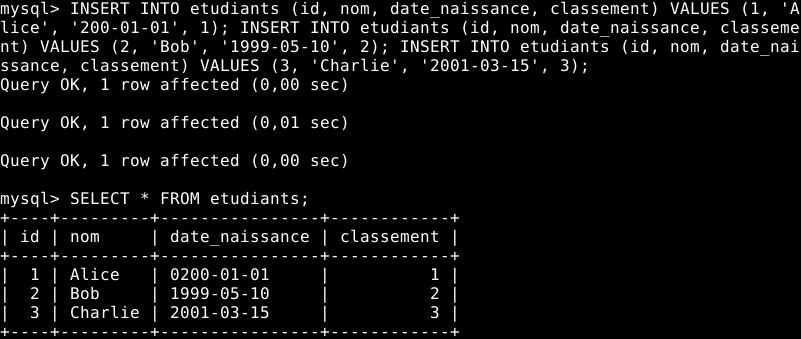 mysql> INSERT INTO etudiants (id, nom, date_naissance, classement) VALUES (1, 'A
lice', '200-01-01', 1); INSERT INTO etudiants (id, nom, date_naissance, classeme
nt) VALUES (2, 'Bob', '1999-05-10', 2); INSERT INTO etudiants (id, nom, date_nai
ssance, classement) VALUES (3, 'Charlie', '2001-03-15', 3);
Query OK, 1 row affected (0,00 sec)
Query OK, 1 row affected (0,01 sec)
Query OK, 1 row affected (0,00 sec)
mysql> SELECT * FROM etudiants;
+----+---------+----------------+------------+
| id | nom     | date_naissance | classement |
+----+---------+----------------+------------+
|  1 | Alice   | 0200-01-01     |          1 |
|  2 | Bob     | 1999-05-10     |          2 |
|  3 | Charlie | 2001-03-15     |          3 |
+----+---------+----------------+------------+